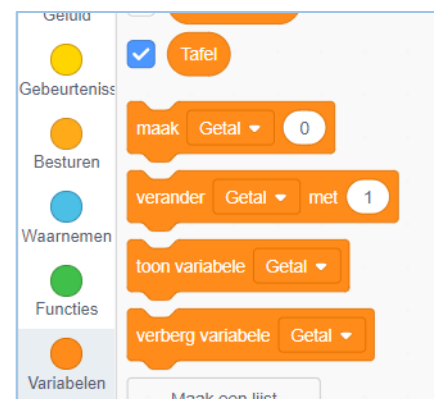 Geluid
Tafel
Gebeurteniss
maak Getal 0
Besturen
verander Getal met 1
Waarnemen
toon variabele Getal
Functies
verberg variabele Getal
Variabelen
Maak een lijst